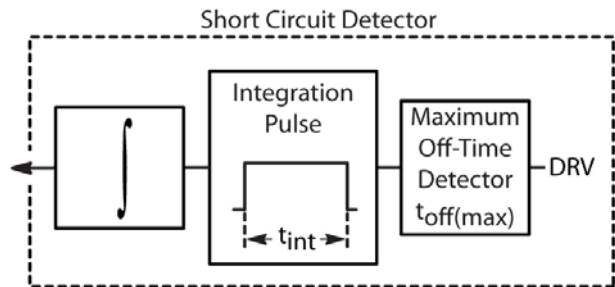 Short Circuit Detector
∫
Integration
Pulse
tint
Maximum
Off-Time
Detector
toff(max)
DRV